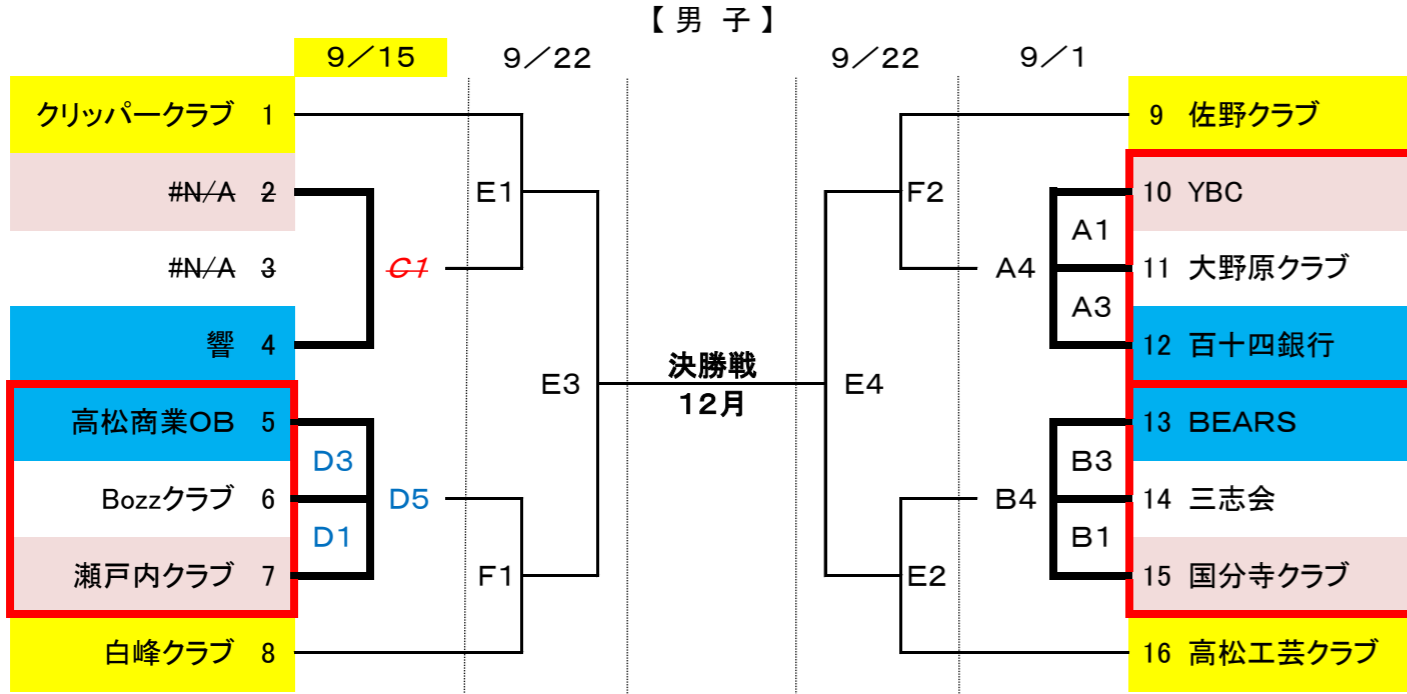 【 男 子 】
9／15
9／22
9／22
9／1
クリッパークラブ 1
#N/A 2
#N/A 3
響 4
高松商業OB 5
Bozzクラブ 6
瀬戸内クラブ 7
白峰クラブ 8
C1
D3
D1
D5
E1
F1
E3
決勝戦
12月
E4
F2
E2
A4
B4
A1
A3
B3
B1
9 佐野クラブ
10 YBC
11 大野原クラブ
12 百十四銀行
13 BEARS
14 三志会
15 国分寺クラブ
16 高松工芸クラブ